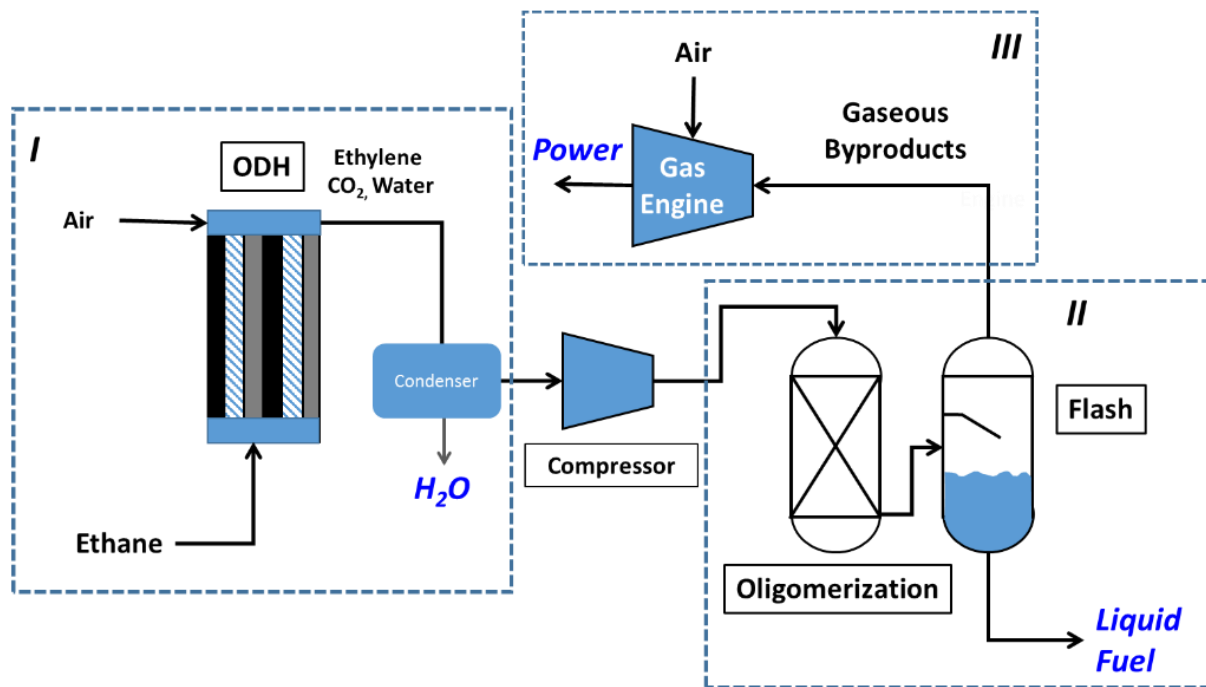 I
ODH
Ethylene
CO2, Water
Air
Condenser
H2O
Ethane
Compressor
III
Air
Gaseous
Byproducts
Power
Gas
Engine
II
Flash
Oligomerization
Liquid
Fuel